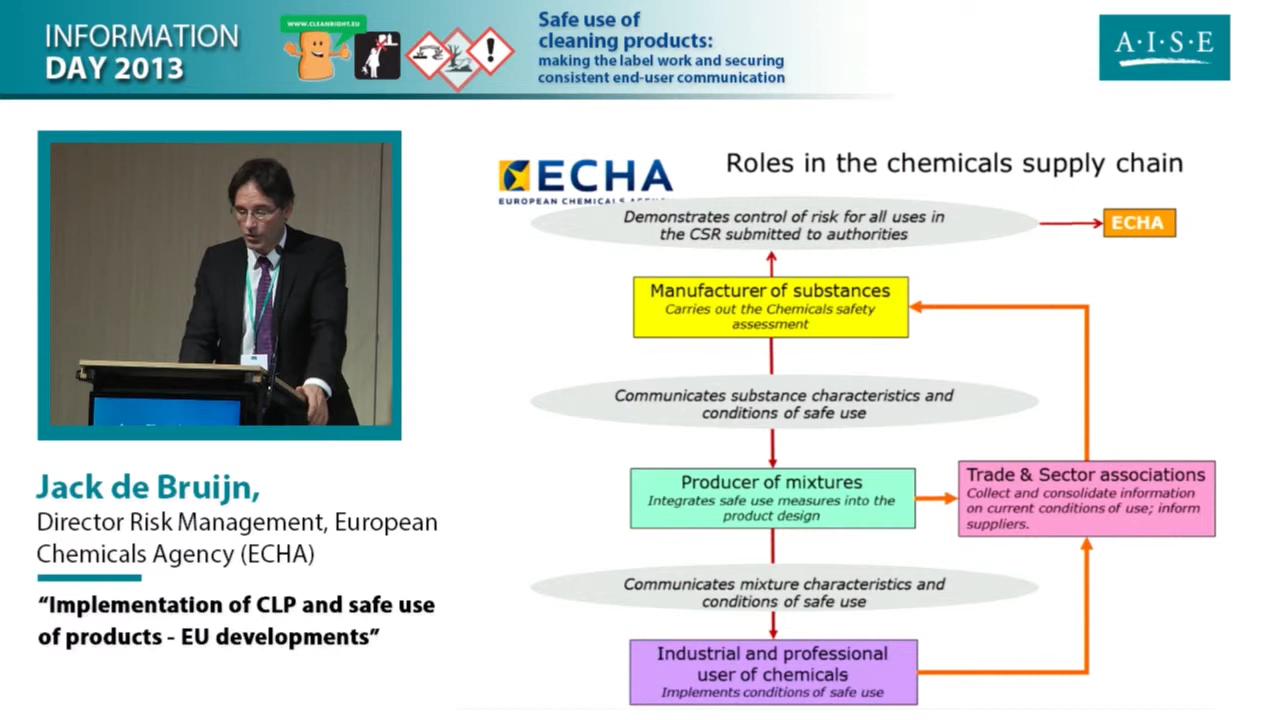 INFORMATION
DAY 2013
WWW.CLEANRIGHT.EU
Safe use of
cleaning products:
making the label work and securing
consistent end-user communication
A·I·S·E
ECHA
EUROPEAN CHEMICALS
Roles in the chemicals supply chain
Demonstrates control of risk for all uses in
the CSR submitted to authorities
ECHA
Manufacturer of substances
Carries out the Chemicals safety
assessment
Communicates substance characteristics and
conditions of safe use
Producer of mixtures
Integrates safe use measures into the
product design
Trade & Sector associations
Collect and consolidate information
on current conditions of use; inform
suppliers.
Communicates mixture characteristics and
conditions of safe use
Industrial and professional
user of chemicals
Implements conditions of safe use
Jack de Bruijn,
Director Risk Management, European
Chemicals Agency (ECHA)
“Implementation of CLP and safe use
of products - EU developments”